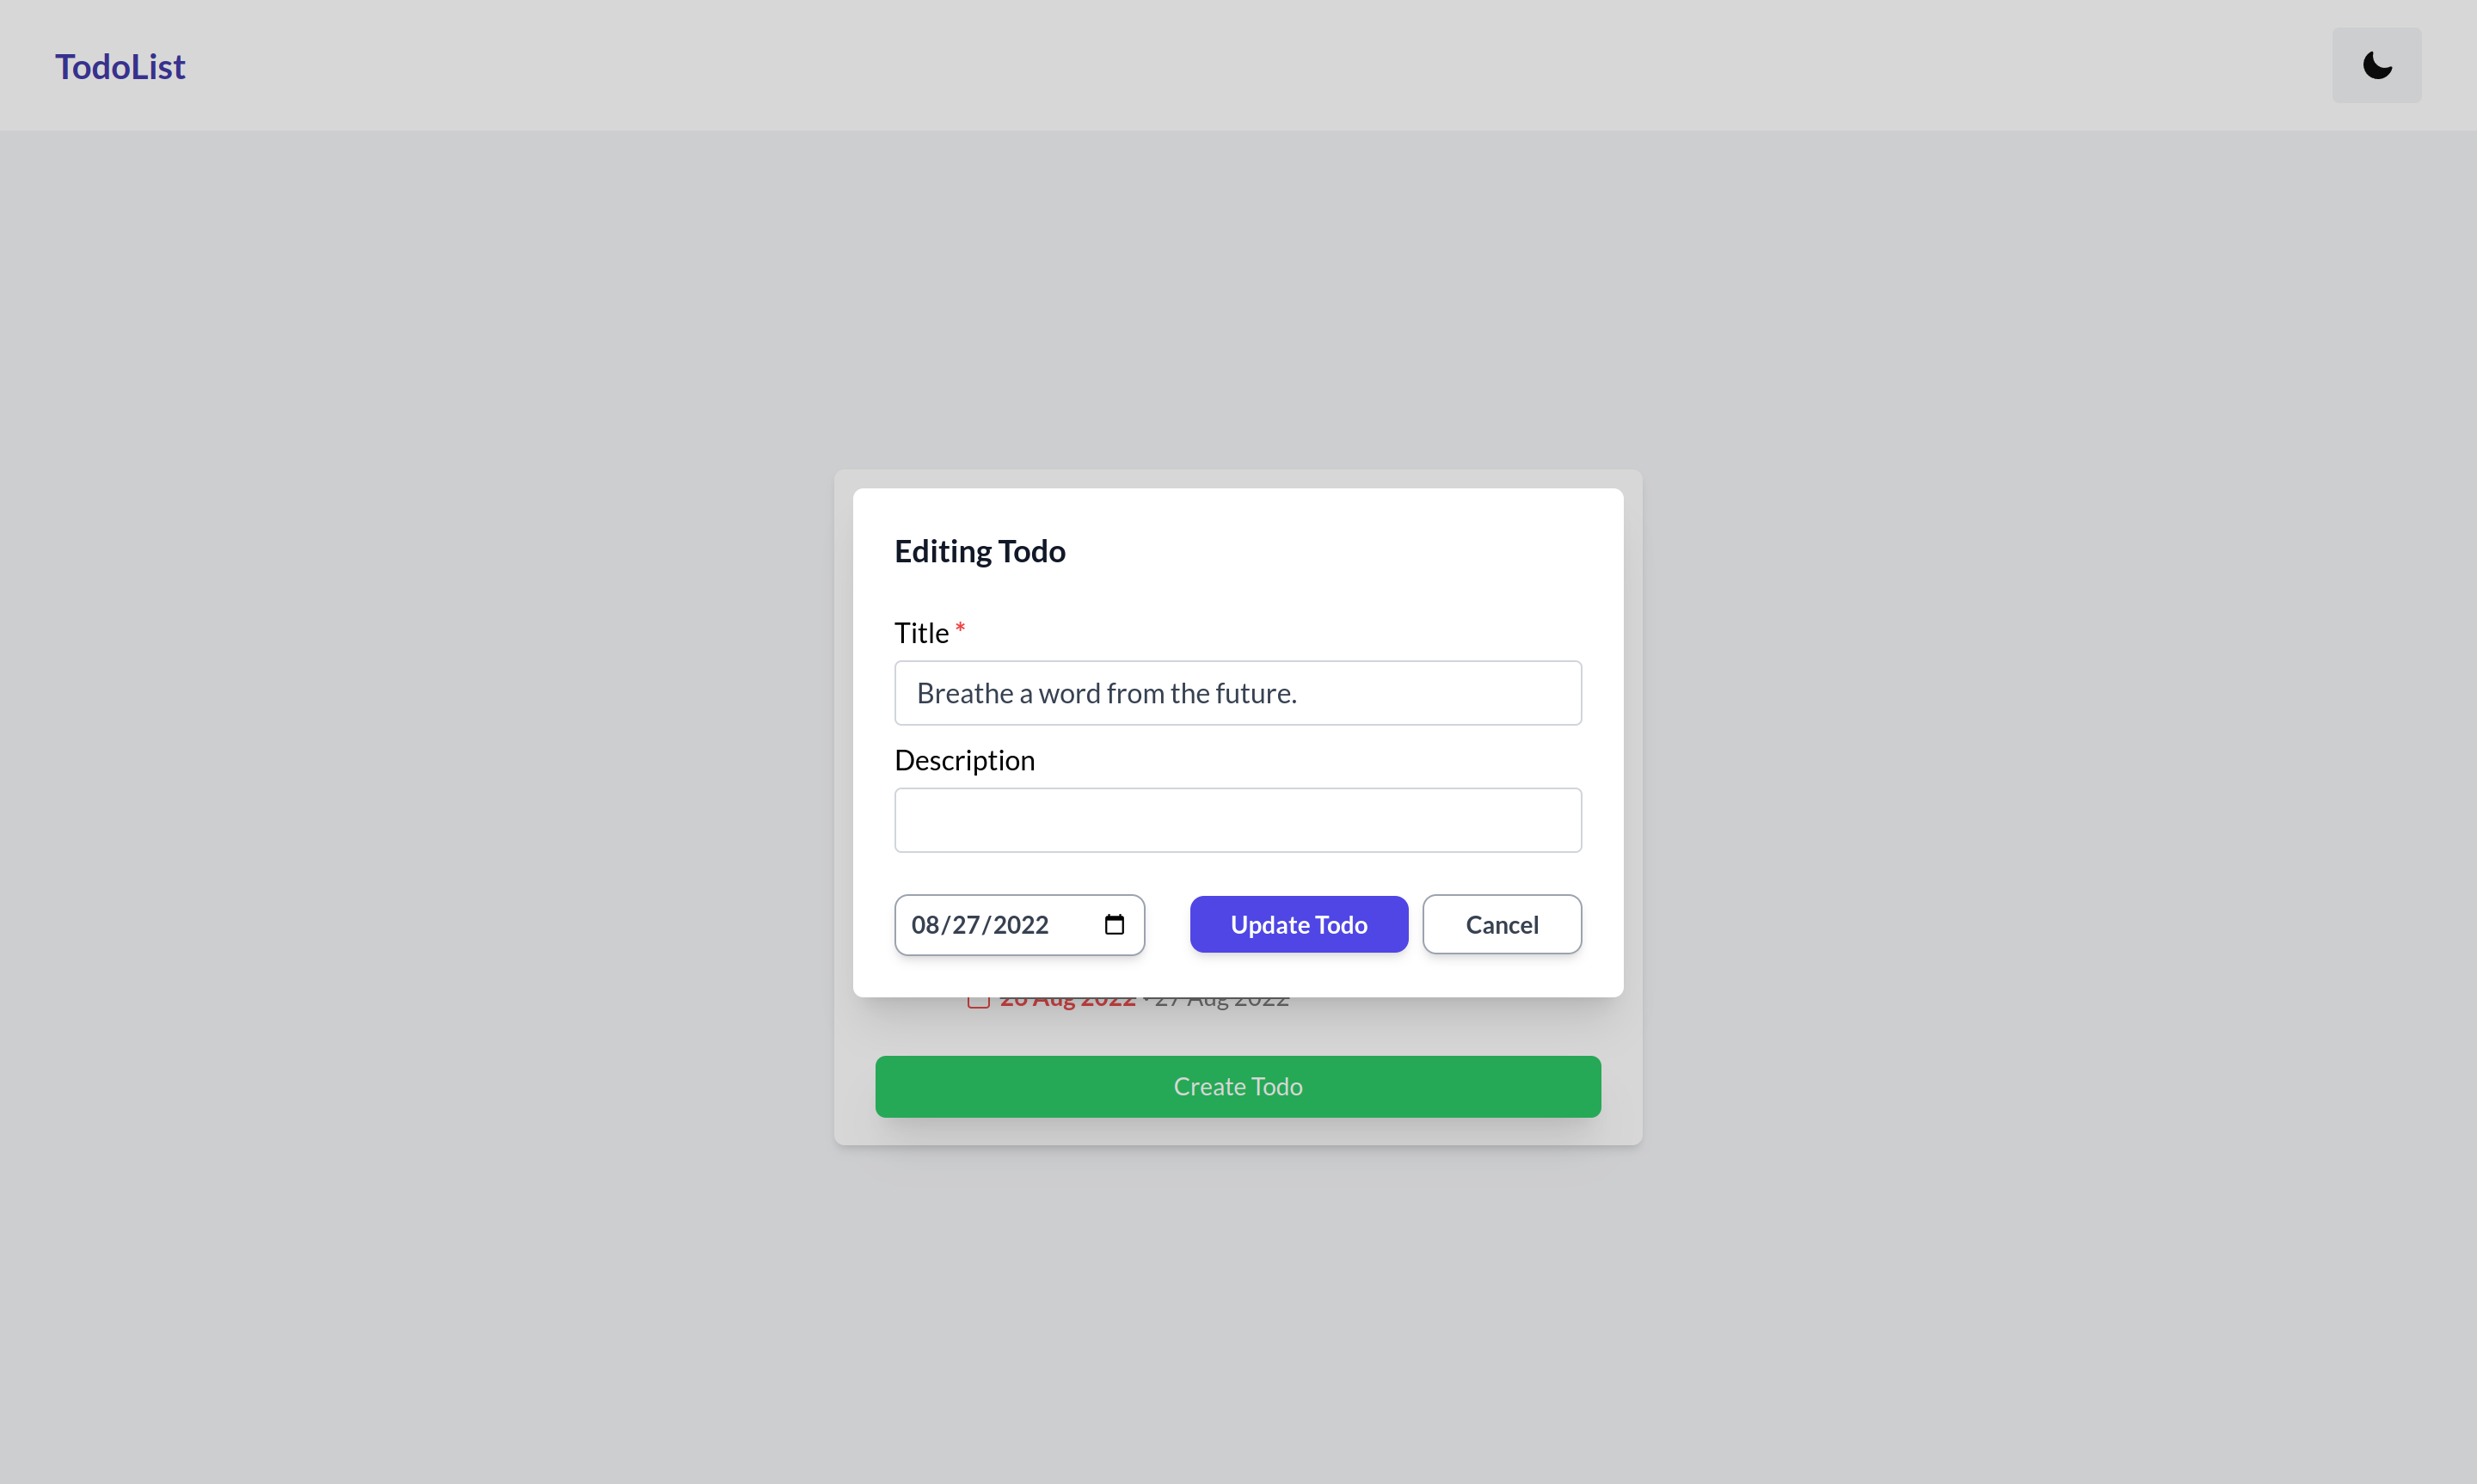 TodoList
Editing Todo
Title *
Breathe a word from the future.
Description
08/27/2022
Update Todo
Cancel
26 Aug 2022 · 27 Aug 2022
Create Todo